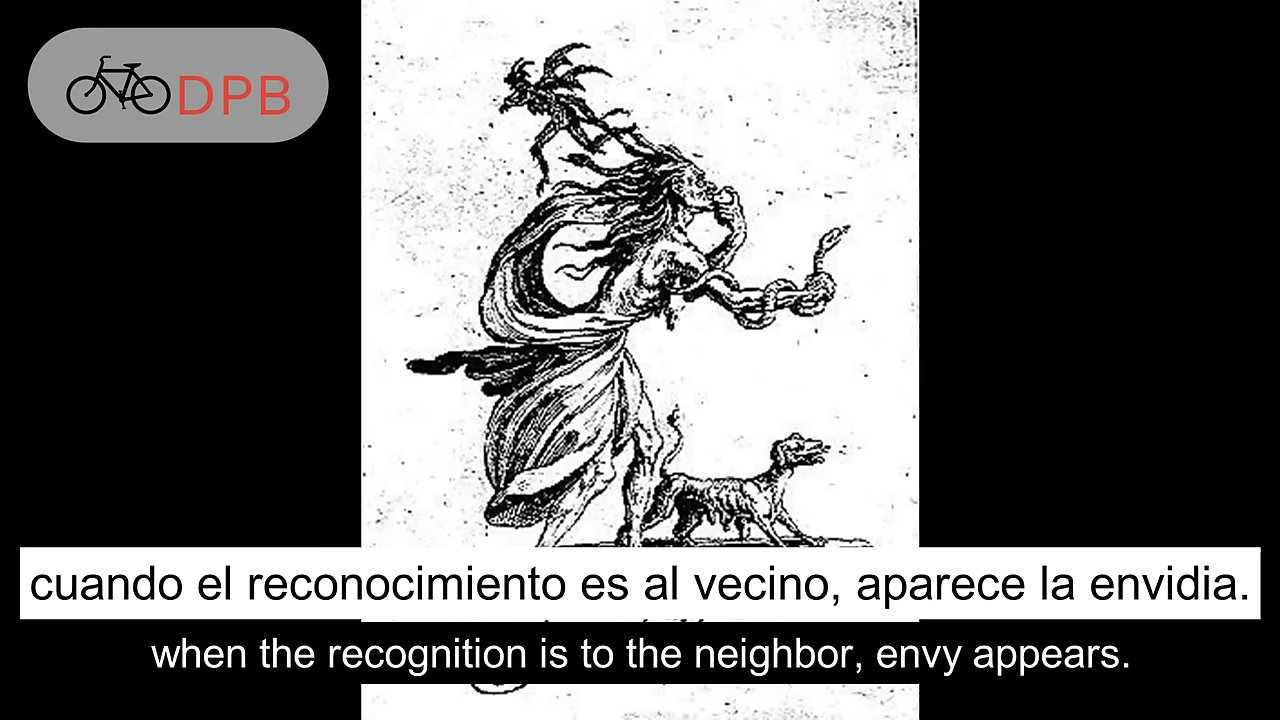 DPB
cuando el reconocimiento es al vecino, aparece la envidia.
when the recognition is to the neighbor, envy appears.